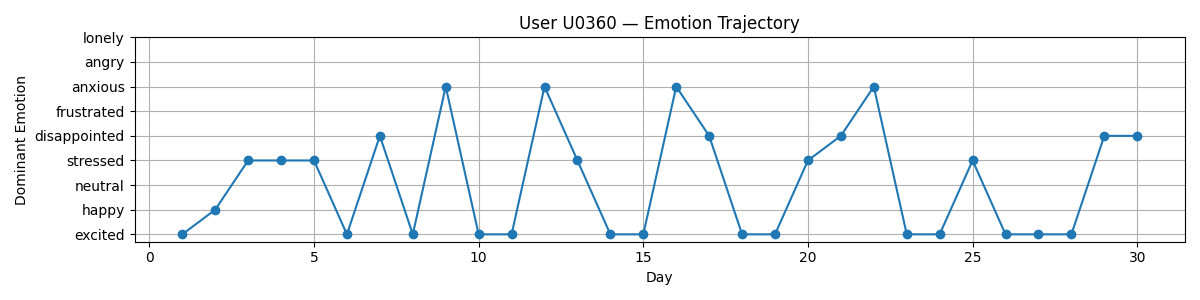 User U0360 — Emotion Trajectory
lonely
angry
anxious
frustrated
disappointed
stressed
neutral
happy
excited
Dominant Emotion
0 5 10 15 20 25 30
Day